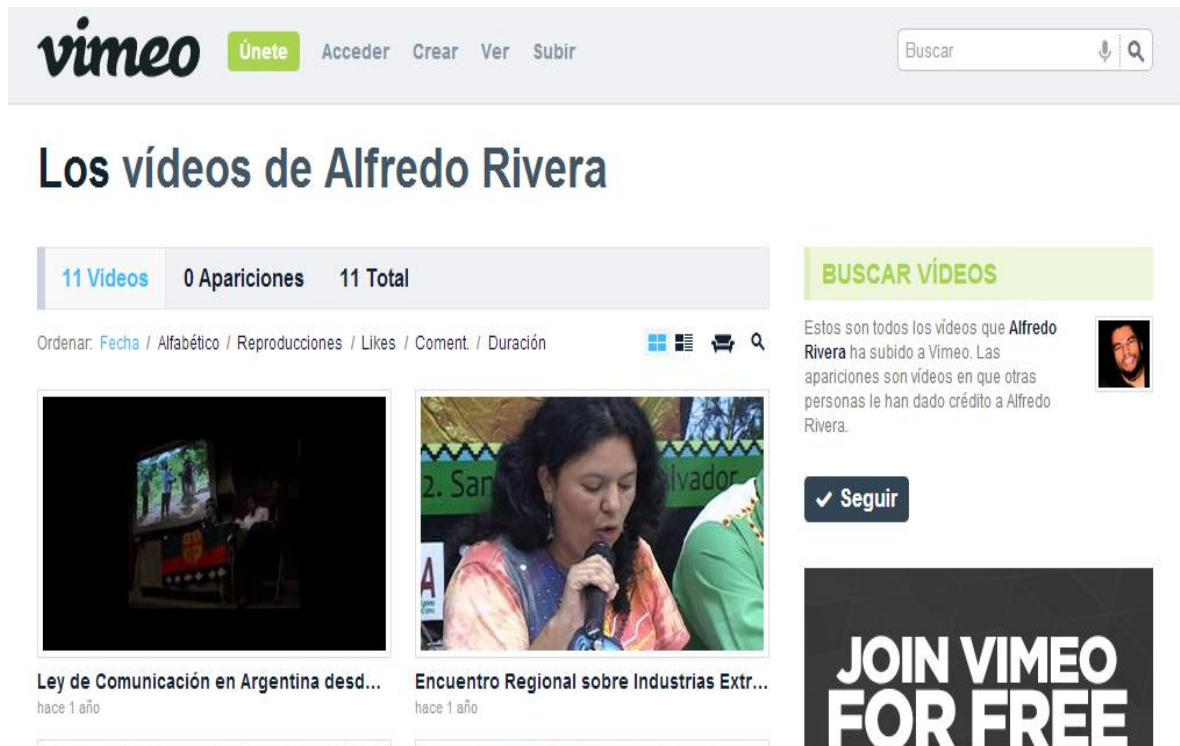 vimeo
Únete Acceder Crear Ver Subir
Buscar
Los vídeos de Alfredo Rivera
11 Vídeos 0 Apariciones 11 Total
Ordenar: Fecha / Alfabético / Reproducciones / Likes / Coment. / Duración
2. San lvador
A
Ley de Comunicación en Argentina desd...
hace 1 año
Encuentro Regional sobre Industrias Extr...
hace 1 año
BUSCAR VÍDEOS
Estos son todos los vídeos que Alfredo
Rivera ha subido a Vimeo. Las
apariciones son vídeos en que otras
personas le han dado crédito a Alfredo
Rivera.
Seguir
JOIN VIMEO
FOR FREE